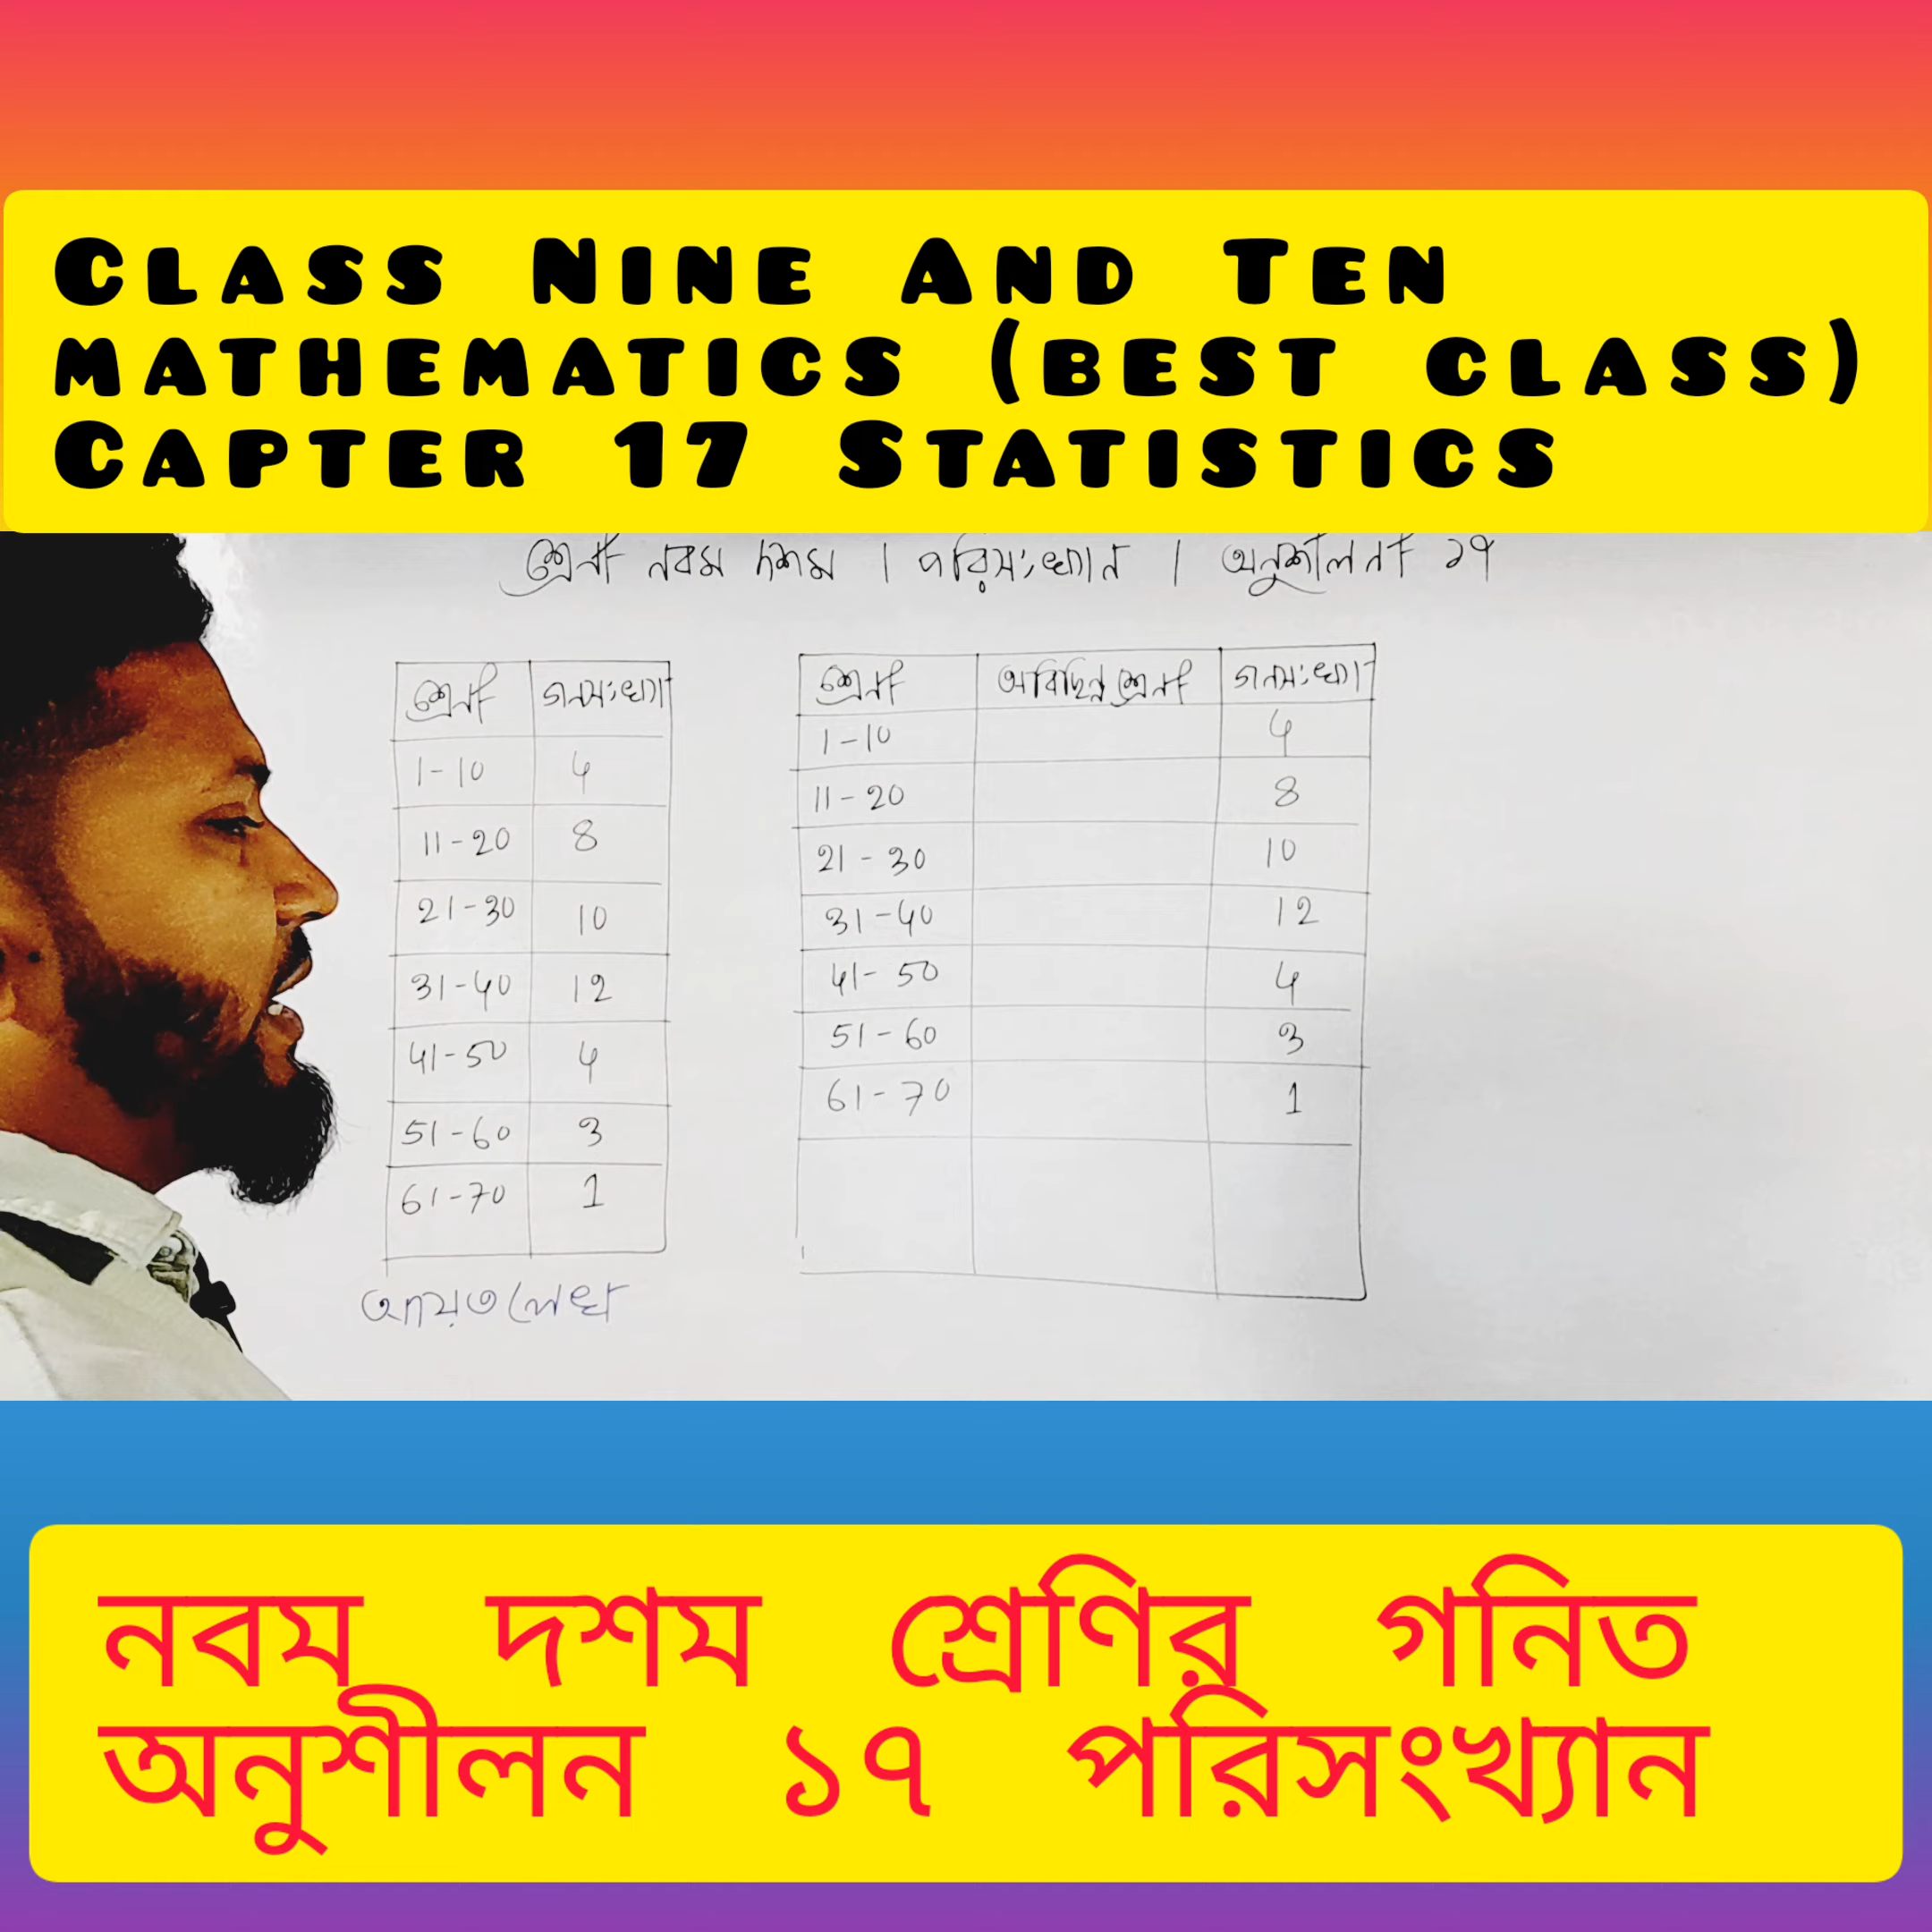 Class Nine And Ten
mathematics (best class)
Capter 17 Statistics
শ্রেণী নবম দশম | পরিসংখ্যান | অনুশীলনী ১৭
শ্রেণী গনসংখ্যা
1-10 4
11-20 8
21-30 10
31-40 12
41-50 4
51-60 3
61-70 1
আয়তলেখ
শ্রেণী অবিছিন্ন শ্রেণী গনসংখ্যা
1-10 4
11-20 8
21-30 10
31-40 12
41-50 4
51-60 3
61-70 1
নবম দশম শ্রেণির গনিত
অনুশীলন ১৭ পরিসংখ্যান